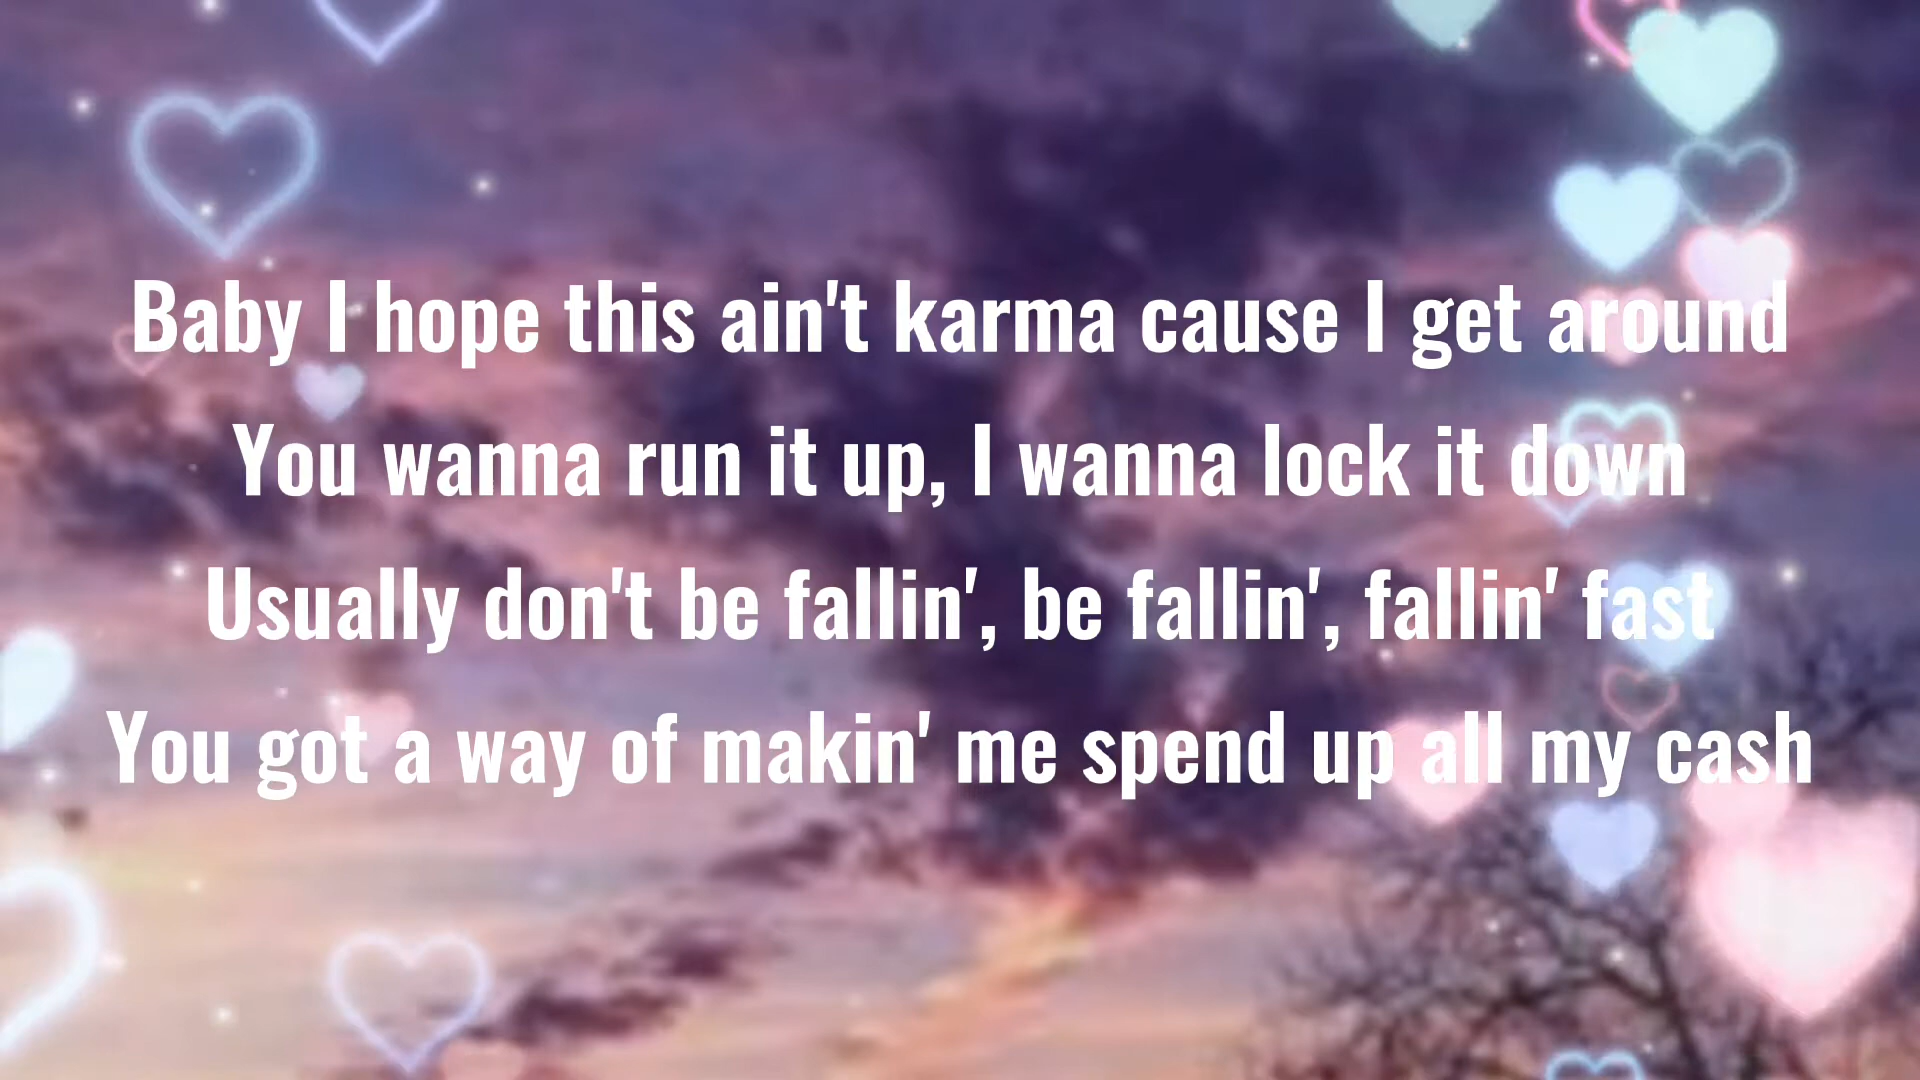 Baby I hope this ain't karma cause I get around
You wanna run it up, I wanna lock it down
Usually don't be fallin', be fallin', fallin' fast
You got a way of makin' me spend up all my cash